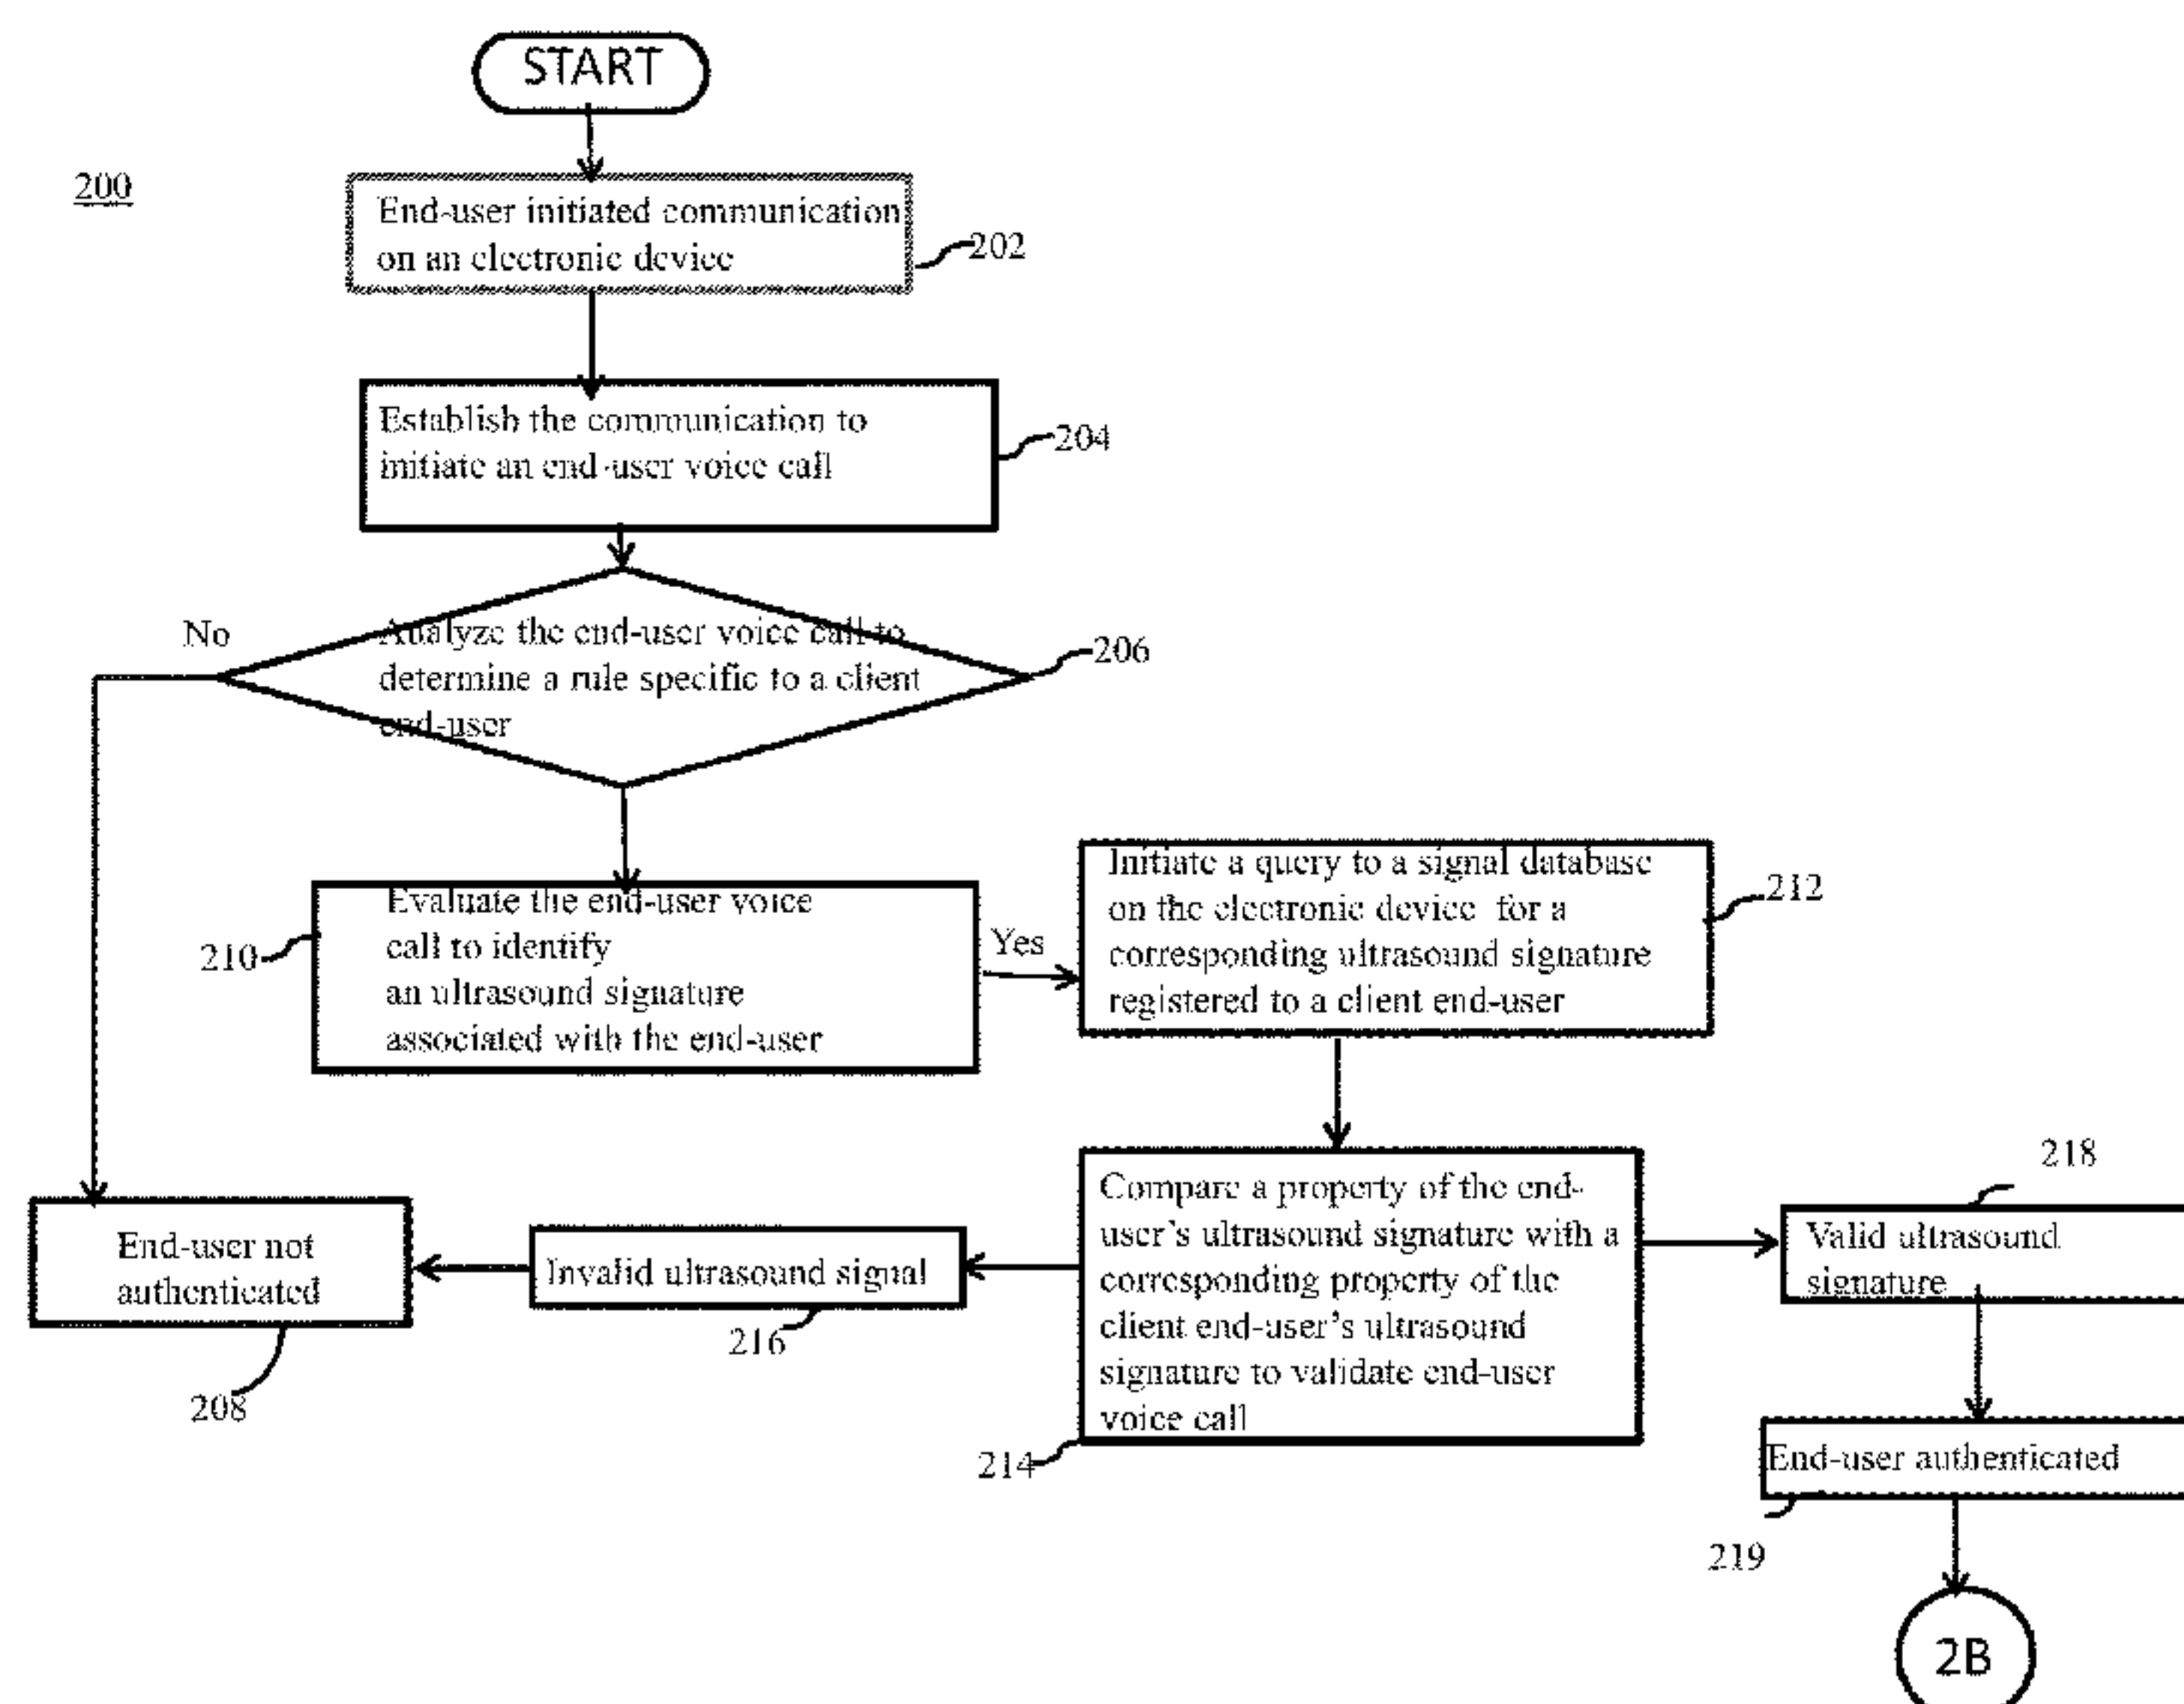 START
200
End-user initiated communication
on an electronic device
202
Establish the communication to
initiate an end-user voice call
204
No
Analyze the end-user voice call to
determine a rule specific to a client
end-user
206
Evaluate the end-user voice
call to identify
an ultrasound signature
associated with the end-user
210
Yes
Initiate a query to a signal database
on the electronic device for a
corresponding ultrasound signature
registered to a client end-user
212
Compare a property of the end-
user's ultrasound signature with a
corresponding property of the
client end-user's ultrasound
signature to validate end-user
voice call
214
218
Valid ultrasound
signature
Invalid ultrasound signal
216
End-user not
authenticated
208
End-user authenticated
219
2B